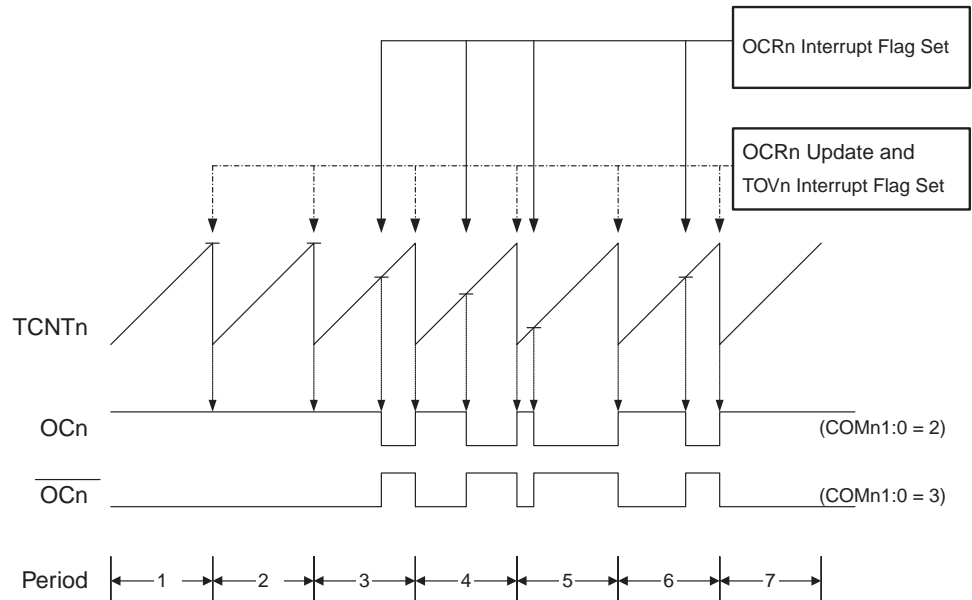 OCRn Interrupt Flag Set
OCRn Update and
TOVn Interrupt Flag Set
TCNTn
OCn
(COMn1:0 = 2)
OCn
(COMn1:0 = 3)
Period
1
2
3
4
5
6
7